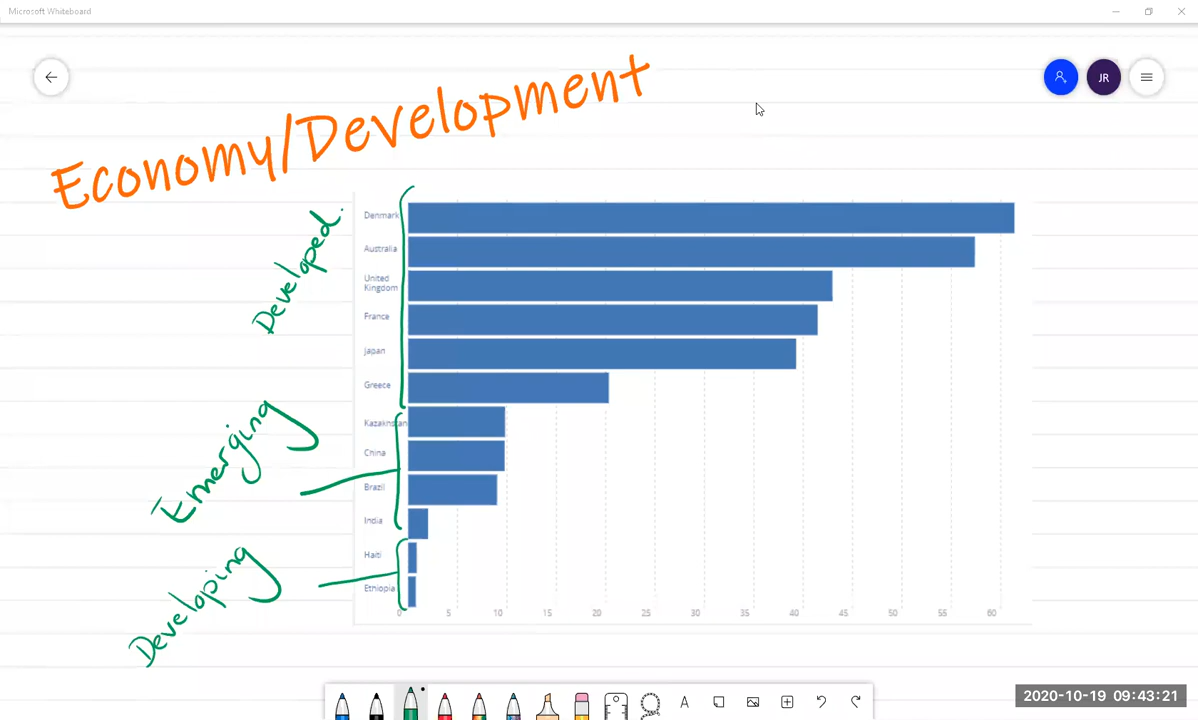 Microsoft Whiteboard
JR
Economy/Development
Developed.
Emerging
Developing
Denmark
Australia
United
Kingdom
France
Japan
Greece
Kazakhstan
China
Brazil
India
Haiti
Ethiopia
0 5 10 15 20 25 30 35 40 45 50 55 60
A
2020-10-19 09:43:21